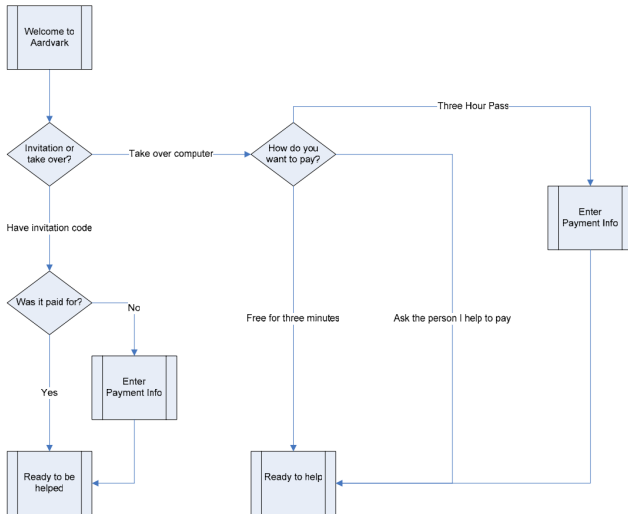 Welcome to
Aardvark
Three Hour Pass
Invitation or
take over?
Take over computer
How do you
want to pay?
Enter
Payment Info
Have invitation code
Was it paid for?
No
Free for three minutes
Ask the person I help to pay
Yes
Enter
Payment Info
Ready to be
helped
Ready to help